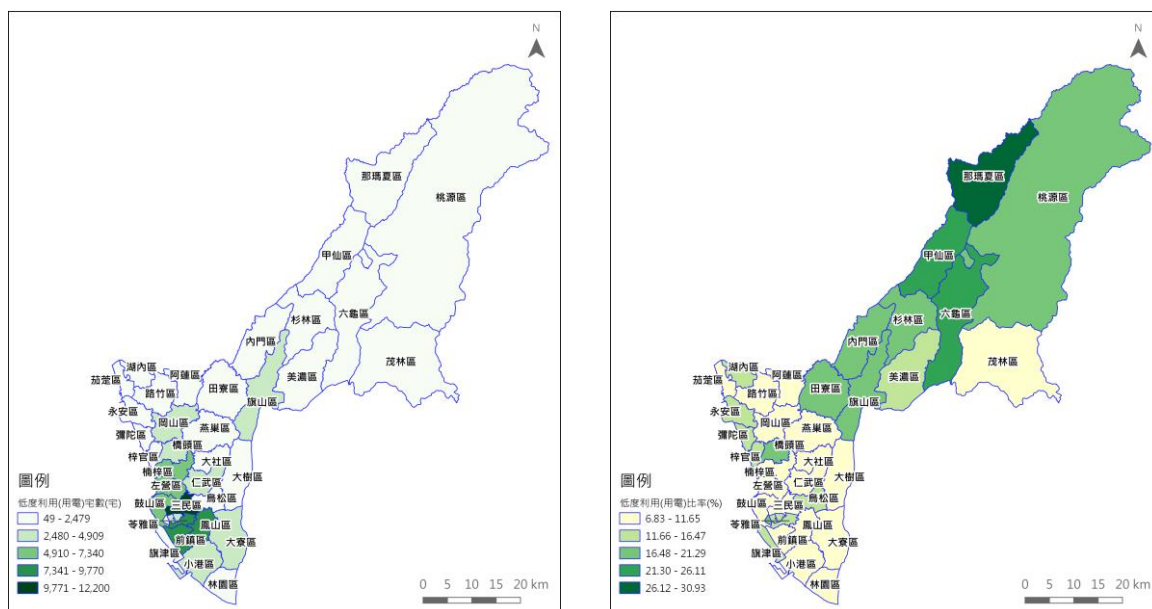 N
那瑪夏區
桃源區
甲仙區
六龜區
杉林區
內門區
茂林區
美濃區
旗山區
田寮區
湖內區
阿蓮區
茄萣區
路竹區
永安區
岡山區
燕巢區
彌陀區
橋頭區
梓官區
大社區
楠梓區
大樹區
左營區
仁武區
鳥松區
鼓山區
三民區
苓雅區
鳳山區
前鎮區
大寮區
旗津區
小港區
林園區
圖例
低度利用(用電)宅數(宅)
49 - 2,479
2,480 - 4,909
4,910 - 7,340
7,341 - 9,770
9,771 - 12,200
0 5 10 15 20 km
N
那瑪夏區
桃源區
甲仙區
六龜區
杉林區
內門區
茂林區
美濃區
旗山區
田寮區
湖內區
阿蓮區
茄萣區
路竹區
永安區
岡山區
燕巢區
彌陀區
橋頭區
梓官區
大社區
楠梓區
大樹區
左營區
仁武區
鳥松區
鼓山區
三民區
苓雅區
鳳山區
前鎮區
大寮區
旗津區
小港區
林園區
圖例
低度利用(用電)比率(%)
6.83 - 11.65
11.66 - 16.47
16.48 - 21.29
21.30 - 26.11
26.12 - 30.93
0 5 10 15 20 km